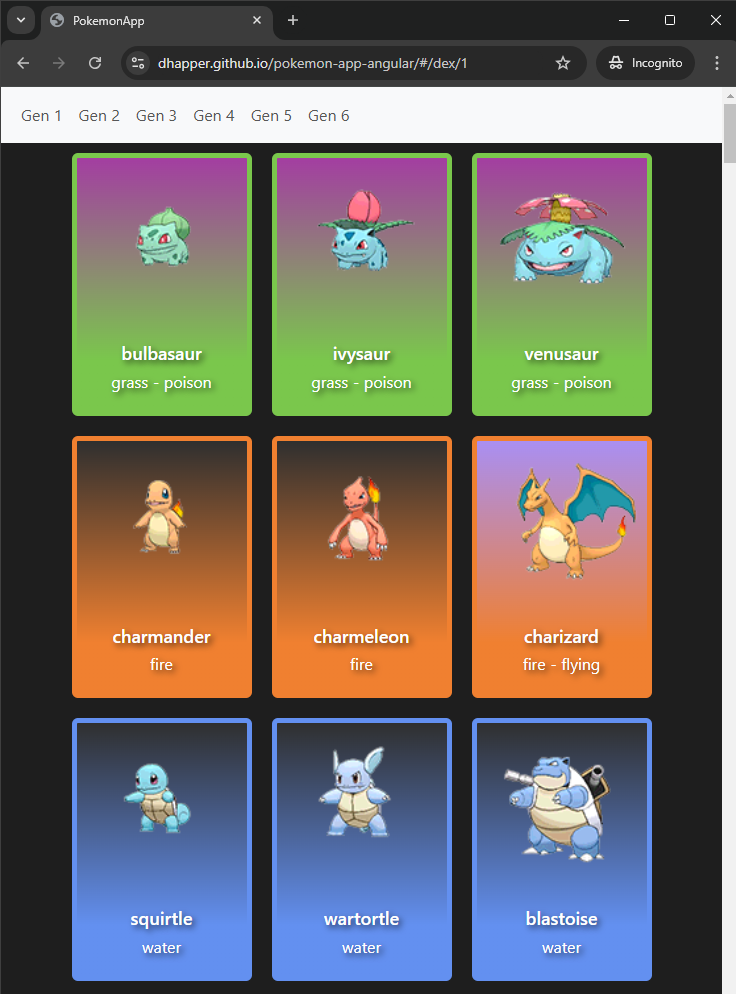 PokemonApp
dhapper.github.io/pokemon-app-angular/#/dex/1
Incognito
Gen 1 Gen 2 Gen 3 Gen 4 Gen 5 Gen 6
bulbasaur ivysaur venusaur
grass - poison grass - poison grass - poison
charmander charmeleon charizard
fire fire fire - flying
squirtle wartortle blastoise
water water water